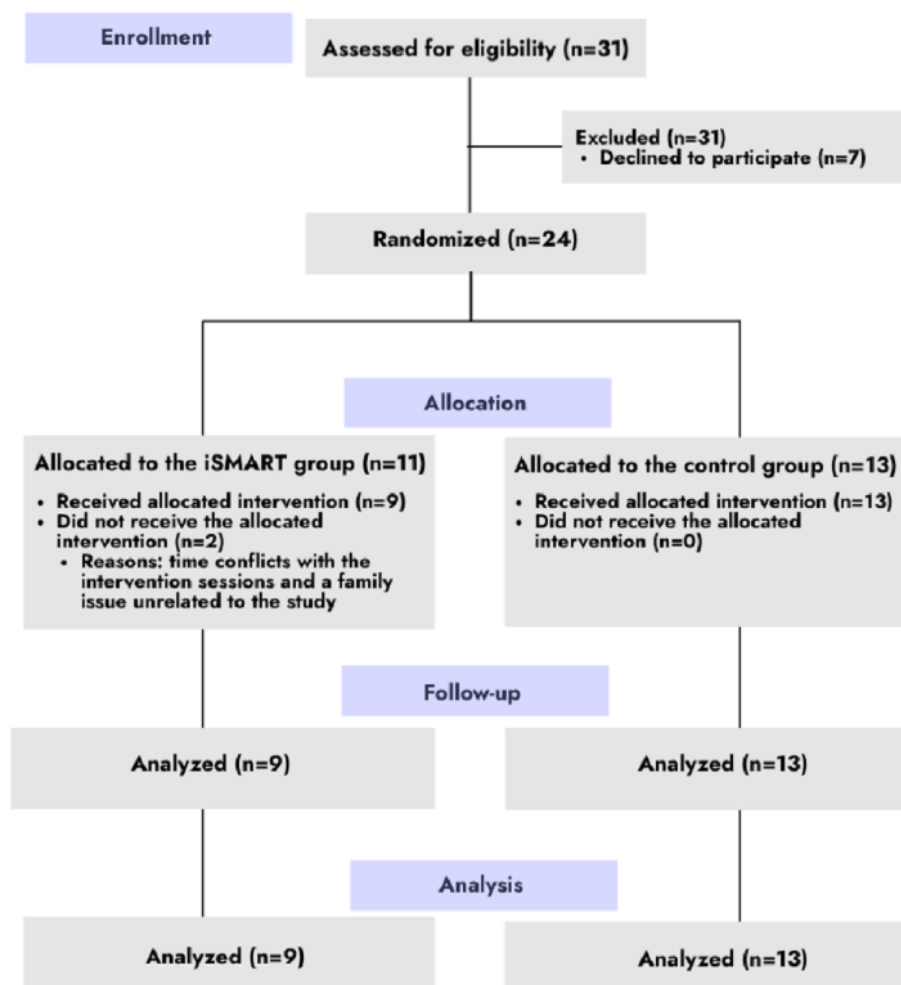 Enrollment
Assessed for eligibility (n=31)
Excluded (n=31)
• Declined to participate (n=7)
Randomized (n=24)
Allocation
Allocated to the iSMART group (n=11)
• Received allocated intervention (n=9)
• Did not receive the allocated
intervention (n=2)
• Reasons: time conflicts with the
intervention sessions and a family
issue unrelated to the study
Allocated to the control group (n=13)
• Received allocated intervention (n=13)
• Did not receive the allocated
intervention (n=0)
Follow-up
Analyzed (n=9)
Analyzed (n=13)
Analysis
Analyzed (n=9)
Analyzed (n=13)